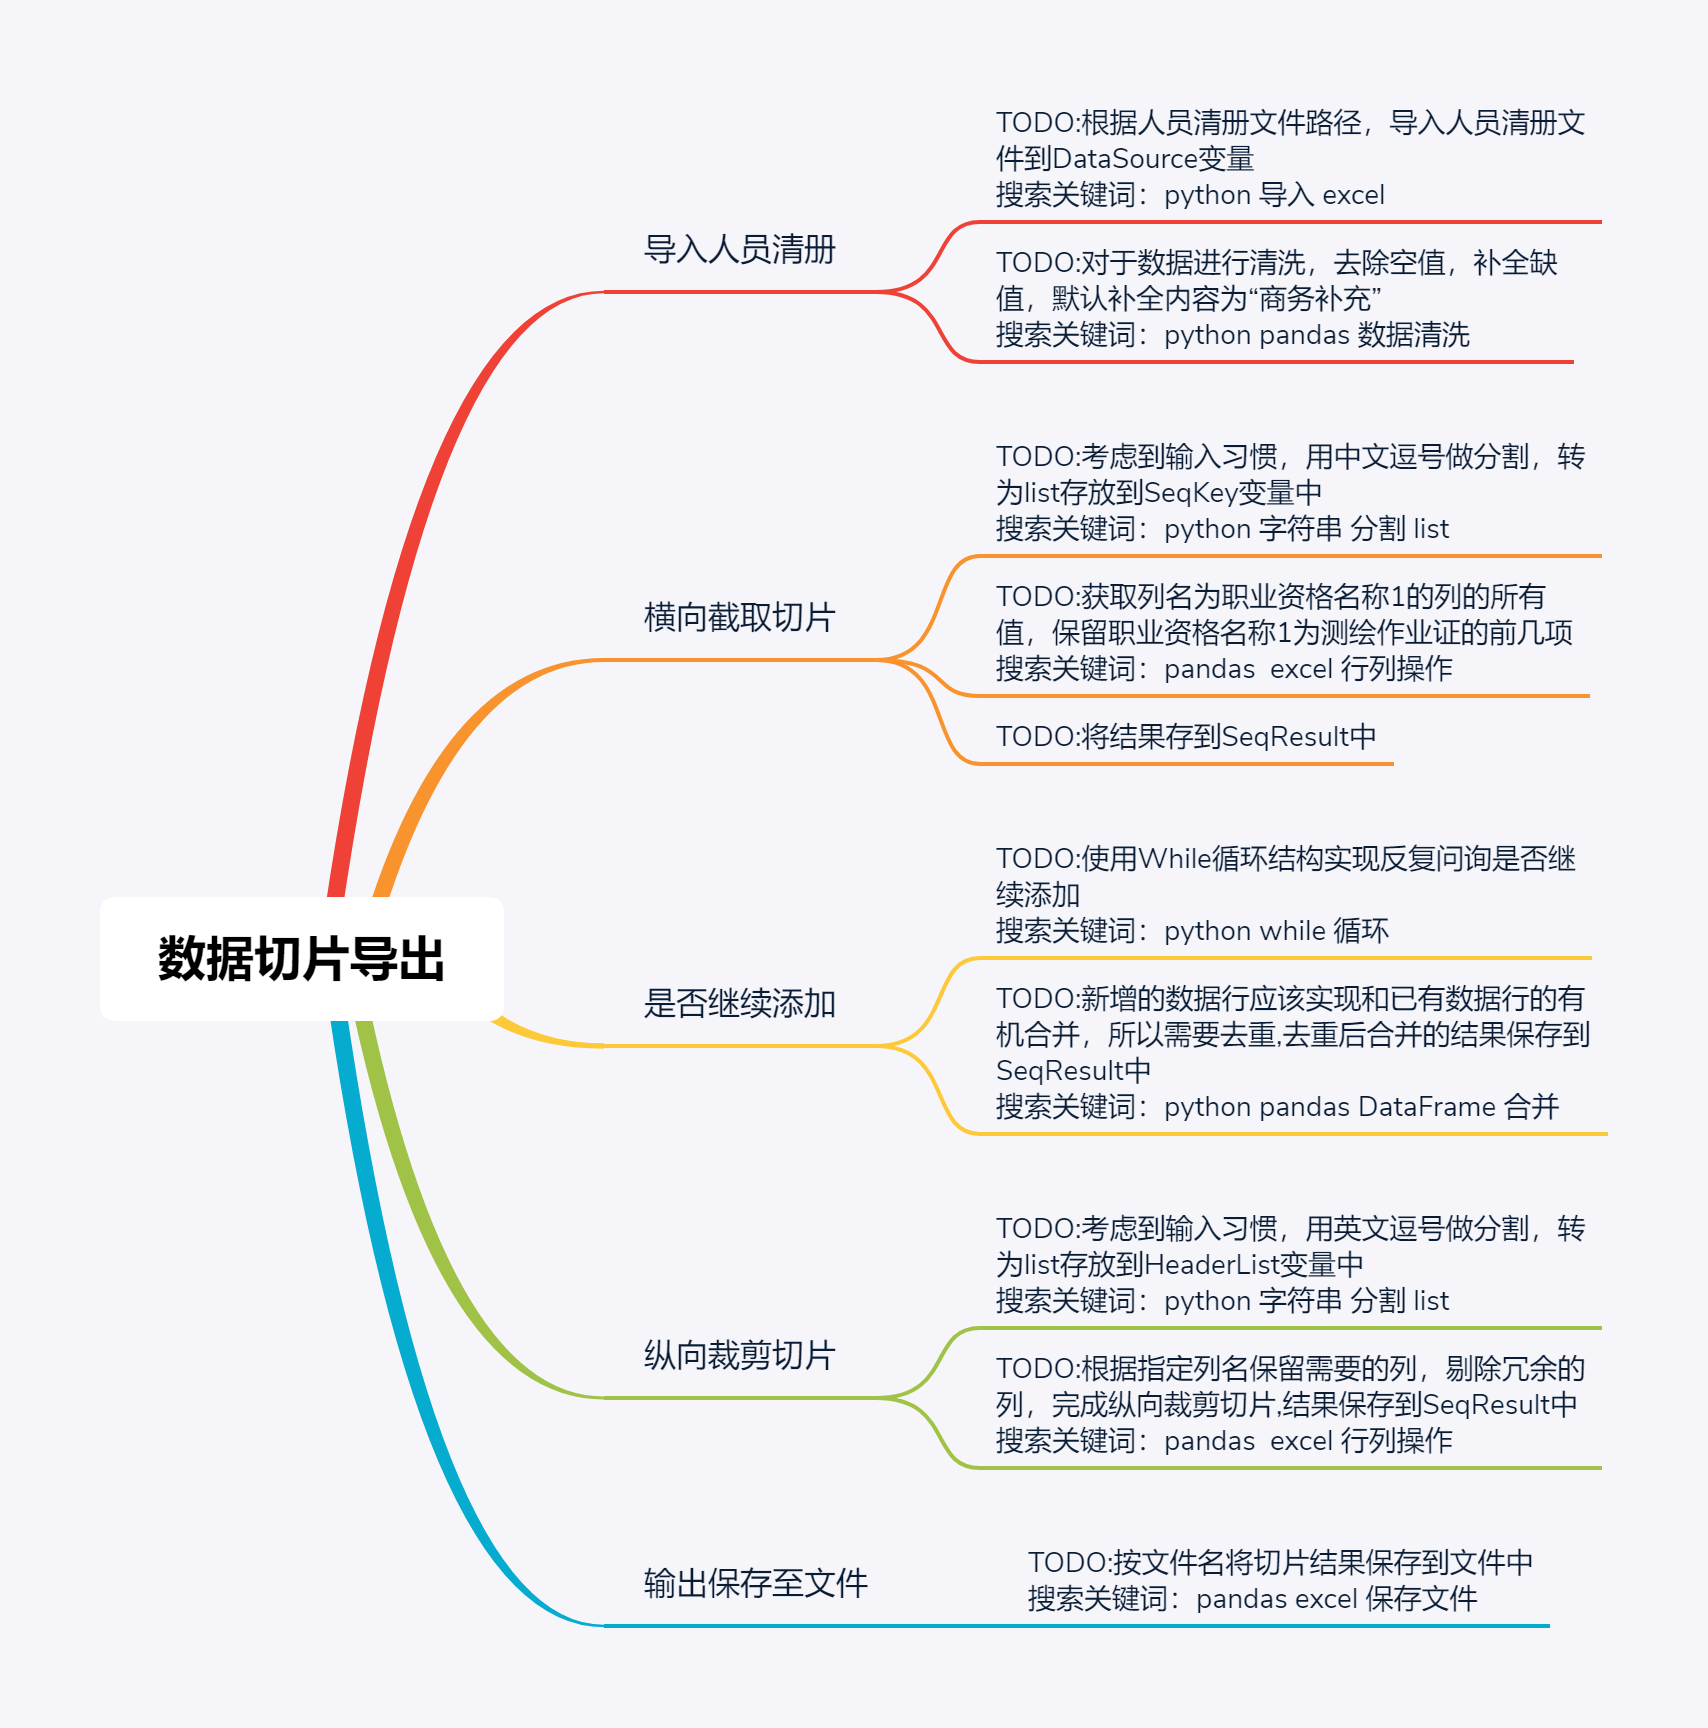 数据切片导出
导入人员清册
TODO:根据人员清册文件路径，导入人员清册文
件到DataSource变量
搜索关键词：python 导入 excel
TODO:对于数据进行清洗，去除空值，补全缺
值，默认补全内容为“商务补充”
搜索关键词：python pandas 数据清洗
横向截取切片
TODO:考虑到输入习惯，用中文逗号做分割，转
为list存放到SeqKey变量中
搜索关键词：python 字符串 分割 list
TODO:获取列名为职业资格名称1的列的所有
值，保留职业资格名称1为测绘作业证的前几项
搜索关键词：pandas  excel 行列操作
TODO:将结果存到SeqResult中
是否继续添加
TODO:使用While循环结构实现反复问询是否继
续添加
搜索关键词：python while 循环
TODO:新增的数据行应该实现和已有数据行的有
机合并，所以需要去重,去重后合并的结果保存到
SeqResult中
搜索关键词：python pandas DataFrame 合并
纵向裁剪切片
TODO:考虑到输入习惯，用英文逗号做分割，转
为list存放到HeaderList变量中
搜索关键词：python 字符串 分割 list
TODO:根据指定列名保留需要的列，剔除冗余的
列，完成纵向裁剪切片,结果保存到SeqResult中
搜索关键词：pandas  excel 行列操作
输出保存至文件
TODO:按文件名将切片结果保存到文件中
搜索关键词：pandas excel 保存文件